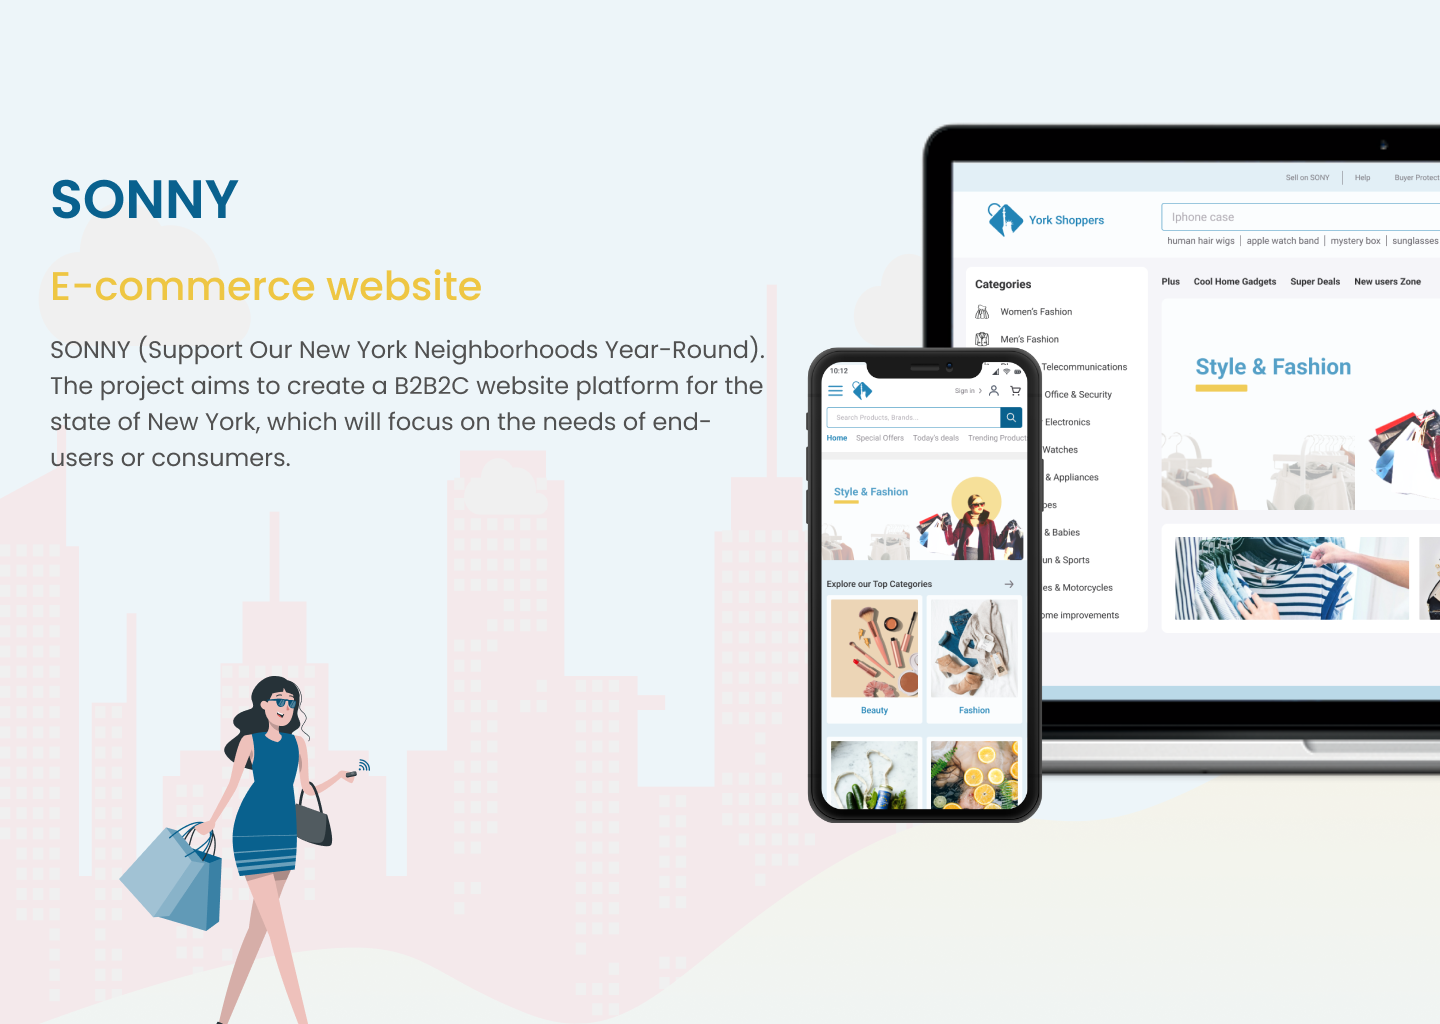 SONNY
E-commerce website
SONNY (Support Our New York Neighborhoods Year-Round).
The project aims to create a B2B2C website platform for the
state of New York, which will focus on the needs of end-
users or consumers.
Sell on SONY
Help
Buyer Protect
York Shoppers
Iphone case
human hair wigs | apple watch band | mystery box | sunglasses
Categories
Women's Fashion
Men's Fashion
Telecommunications
Office & Security
Electronics
Watches
& Appliances
& Babies
& Sports
& Motorcycles
improvements
Plus
Cool Home Gadgets
Super Deals
New users Zone
Style & Fashion
10:12
Sign in
Search Products, Brands...
Home
Special Offers
Today's deals
Trending Product
Style & Fashion
Explore our Top Categories
Beauty
Fashion